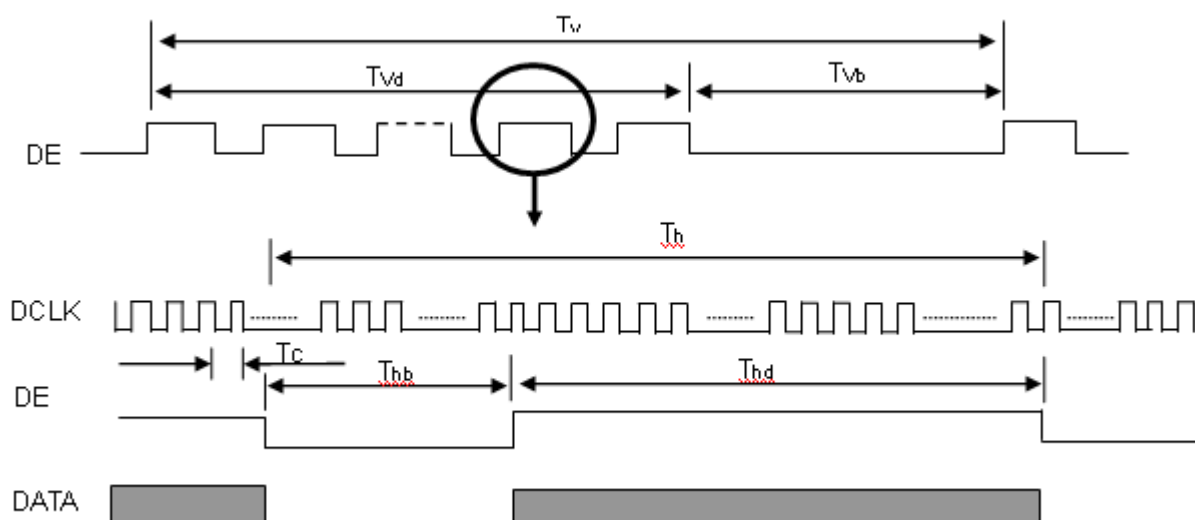 Tv
Tvd
Tvb
DE
Th
DCLK
Tc
Thb
Thd
DE
DATA